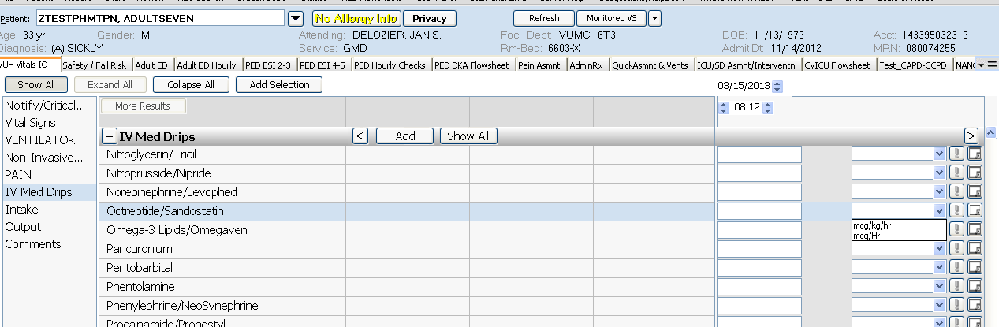 Patient: ZTESTPHMTPN, ADULTSEVEN No Allergy Info Privacy Refresh Monitored VS
Age: 33 yr Gender: M Attending: DELOZIER, JAN S. Fac-Dept: VUMC-6T3 DOB: 11/13/1979 Acct: 143395032319
Diagnosis: (A) SICKLY Service: GMD Rm-Bed: 6603-X Admit Dt: 11/14/2012 MRN: 080074255
VUH Vitals IO Safety / Fall Risk Adult ED Adult ED Hourly PED ESI 2-3 PED ESI 4-5 PED Hourly Checks PED DKA Flowsheet Pain Asmnt AdminRx QuickAsmnt & Vents ICU/SD Asmnt/Interventn CVICU Flowsheet Test_CAPD-CCPD NANC
Show All Expand All Collapse All Add Selection 03/15/2013
Notify/Critical... More Results 08:12
Vital Signs
VENTILATOR − IV Med Drips < Add Show All >
Non Invasive... Nitroglycerin/Tridil
PAIN Nitroprusside/Nipride
IV Med Drips Norepinephrine/Levophed
Intake Octreotide/Sandostatin
Output Omega-3 Lipids/Omegaven mcg/kg/hr
mcg/Hr
Comments Pancuronium
Pentobarbital
Phentolamine
Phenylephrine/NeoSynephrine
Procainamide/Pronestyl